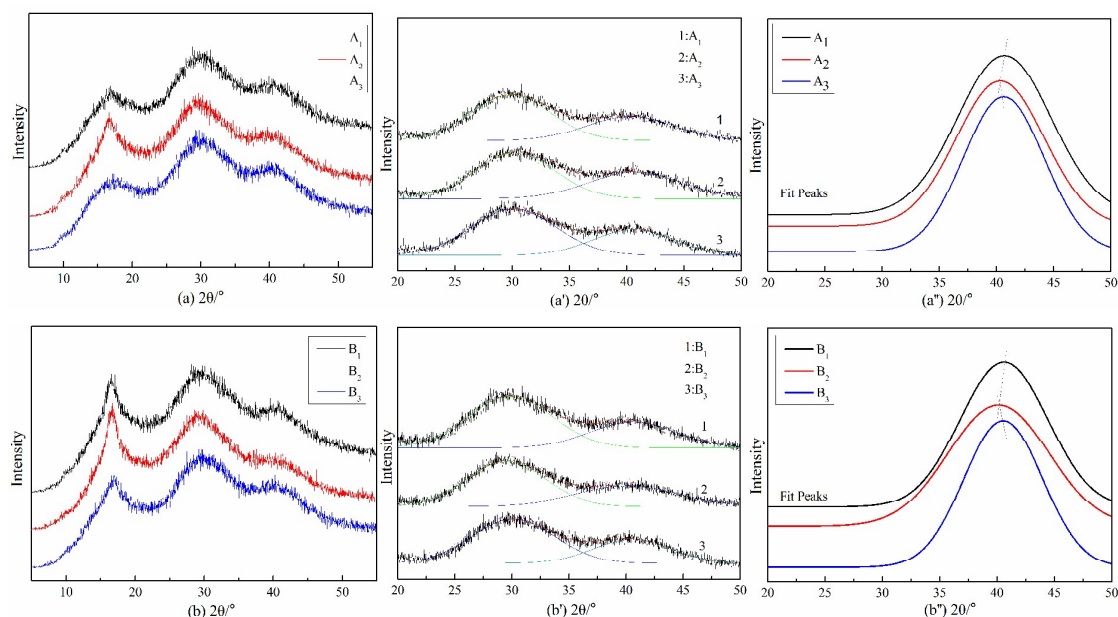 A1
A2
A3
Intensity
10 20 30 40 50
(a) 2θ/°
1:A1
2:A2
3:A3
1
2
3
Intensity
20 25 30 35 40 45 50
(a') 2θ/°
A1
A2
A3
Fit Peaks
Intensity
20 25 30 35 40 45 50
(a'') 2θ/°
B1
B2
B3
Intensity
10 20 30 40 50
(b) 2θ/°
1:B1
2:B2
3:B3
1
2
3
Intensity
20 25 30 35 40 45 50
(b') 2θ/°
B1
B2
B3
Fit Peaks
Intensity
20 25 30 35 40 45 50
(b'') 2θ/°